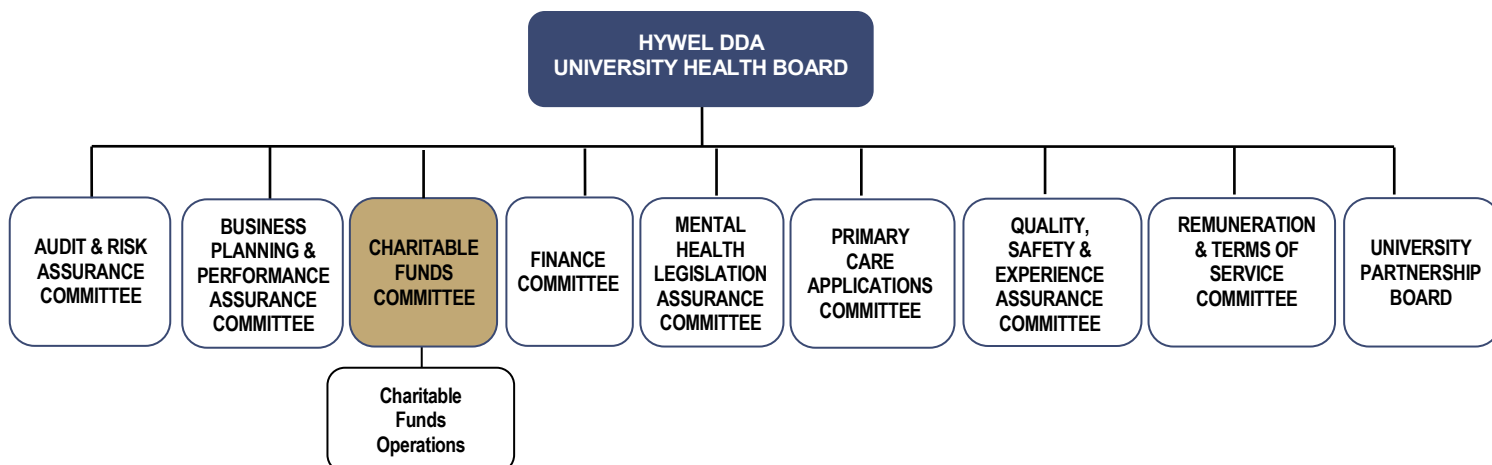 HYWEL DDA
UNIVERSITY HEALTH BOARD
AUDIT & RISK
ASSURANCE
COMMITTEE
BUSINESS
PLANNING &
PERFORMANCE
ASSURANCE
COMMITTEE
CHARITABLE
FUNDS
COMMITTEE
FINANCE
COMMITTEE
MENTAL
HEALTH
LEGISLATION
ASSURANCE
COMMITTEE
PRIMARY
CARE
APPLICATIONS
COMMITTEE
QUALITY,
SAFETY &
EXPERIENCE
ASSURANCE
COMMITTEE
REMUNERATION
& TERMS OF
SERVICE
COMMITTEE
UNIVERSITY
PARTNERSHIP
BOARD
Charitable
Funds
Operations